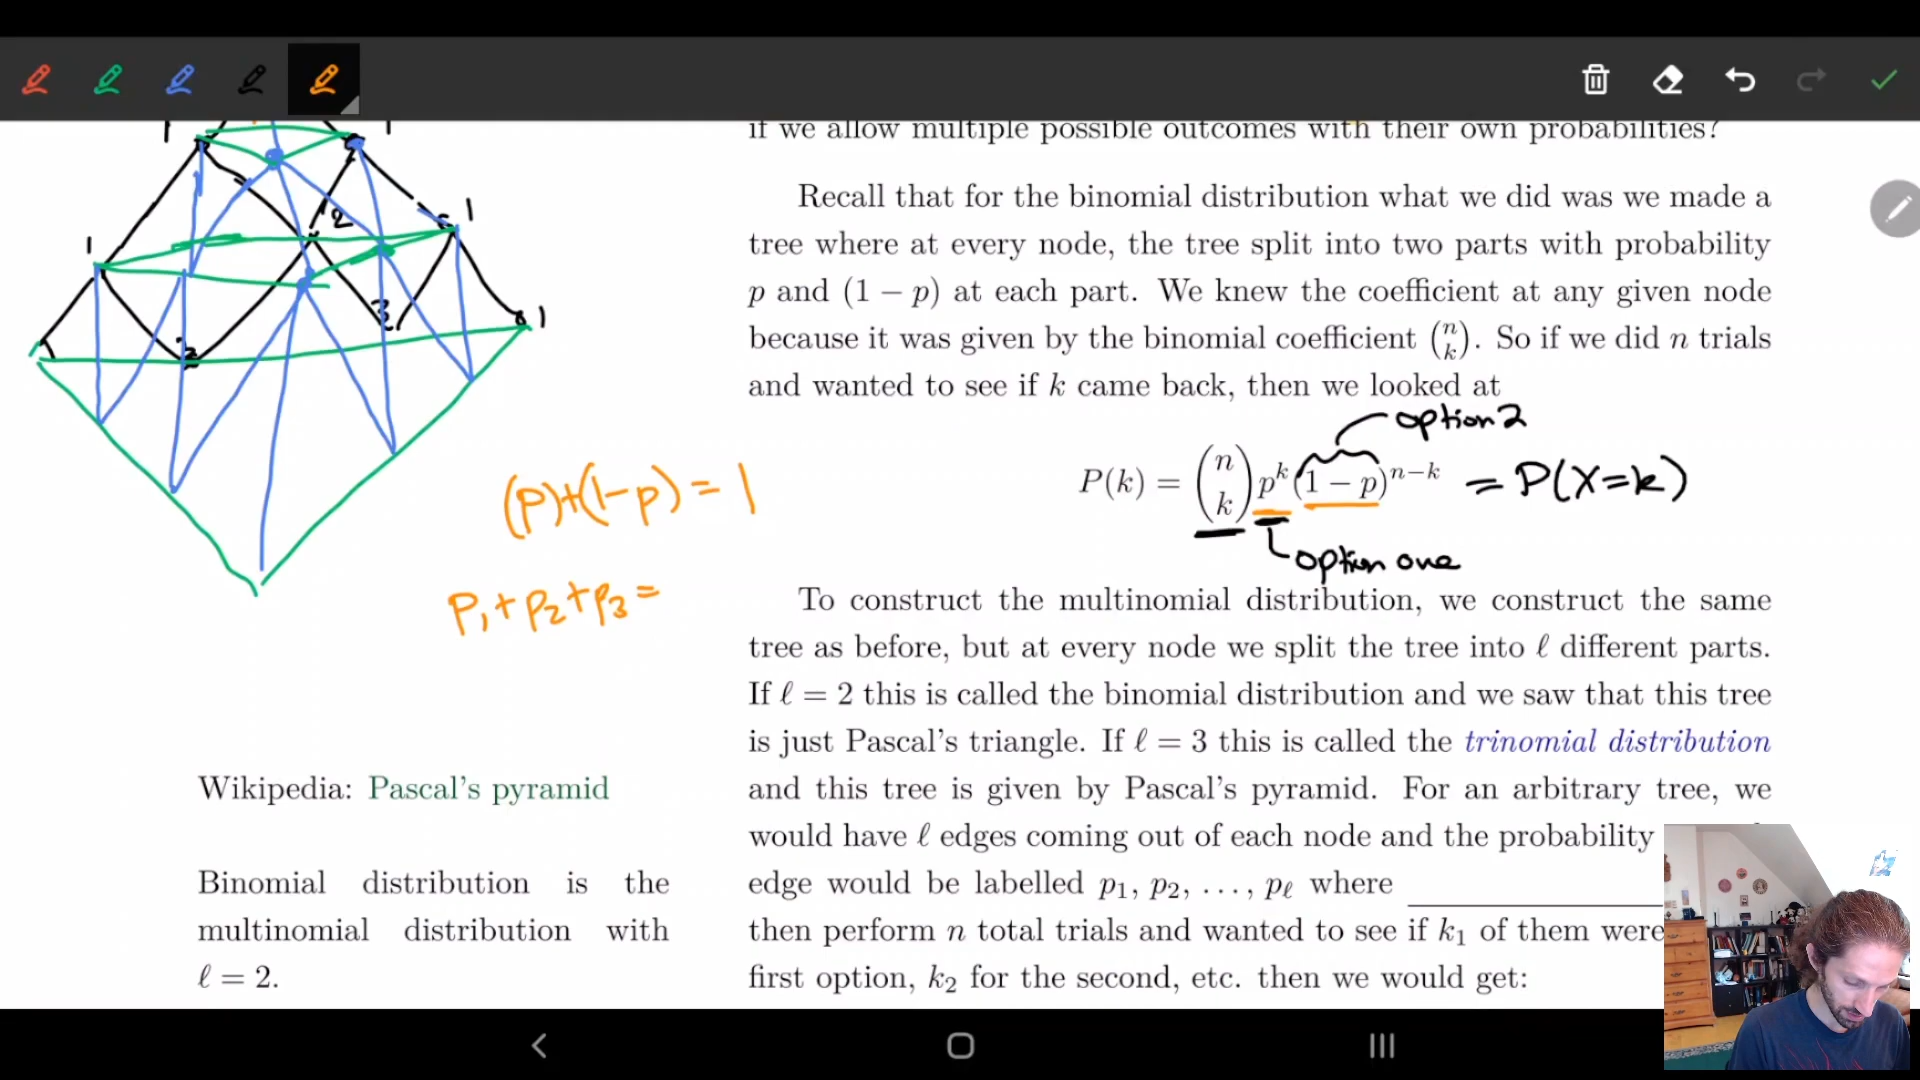 if we allow multiple possible outcomes with their own probabilities?
Recall that for the binomial distribution what we did was we made a
tree where at every node, the tree split into two parts with probability
p and (1 − p) at each part. We knew the coefficient at any given node
because it was given by the binomial coefficient (n k). So if we did n trials
and wanted to see if k came back, then we looked at
option 2
P(k) = (n k) p^k (1 − p)^{n−k} = P(X=k)
option one
To construct the multinomial distribution, we construct the same
tree as before, but at every node we split the tree into ℓ different parts.
If ℓ = 2 this is called the binomial distribution and we saw that this tree
is just Pascal's triangle. If ℓ = 3 this is called the trinomial distribution
and this tree is given by Pascal's pyramid. For an arbitrary tree, we
would have ℓ edges coming out of each node and the probability
edge would be labelled p₁, p₂, ..., pℓ where
then perform n total trials and wanted to see if k₁ of them were
first option, k₂ for the second, etc. then we would get:
1
1
2
1
1
3
(p)+(1-p)=1
p₁+p₂+p₃=
Wikipedia: Pascal's pyramid
Binomial distribution is the
multinomial distribution with
ℓ = 2.